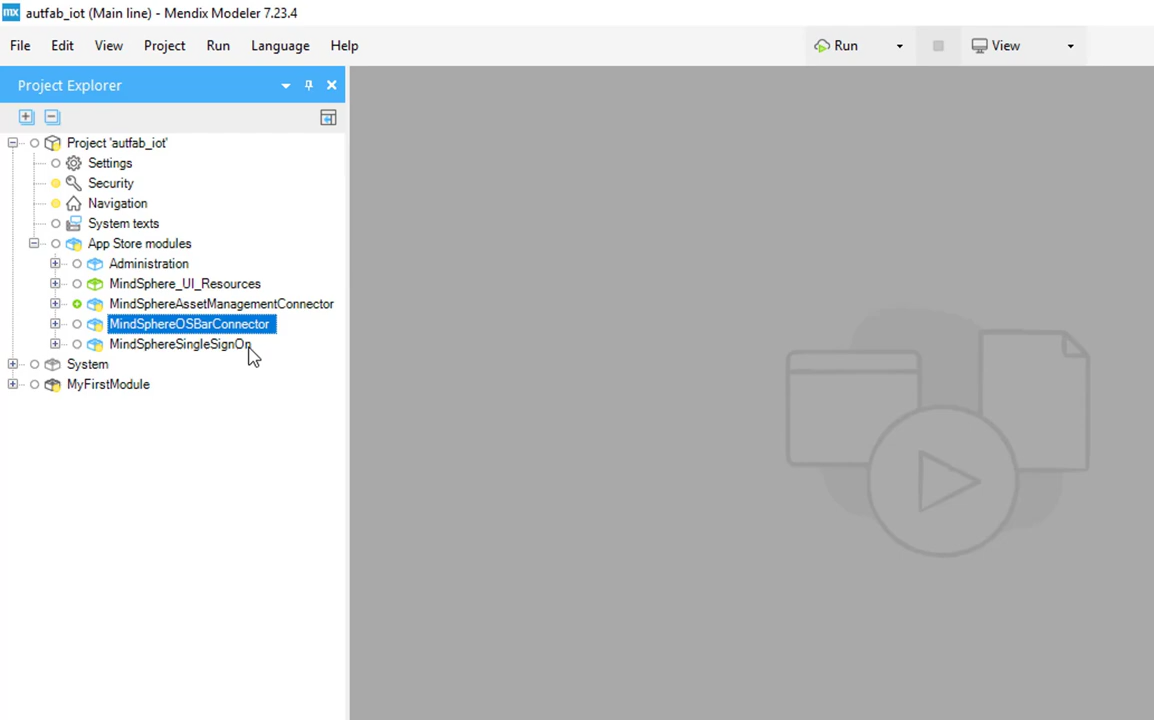 mx autfab_iot (Main line) - Mendix Modeler 7.23.4
File Edit View Project Run Language Help Run View
Project Explorer
Project 'autfab_iot'
Settings
Security
Navigation
System texts
App Store modules
Administration
MindSphere_UI_Resources
MindSphereAssetManagementConnector
MindSphereOSBarConnector
MindSphereSingleSignOn
System
MyFirstModule